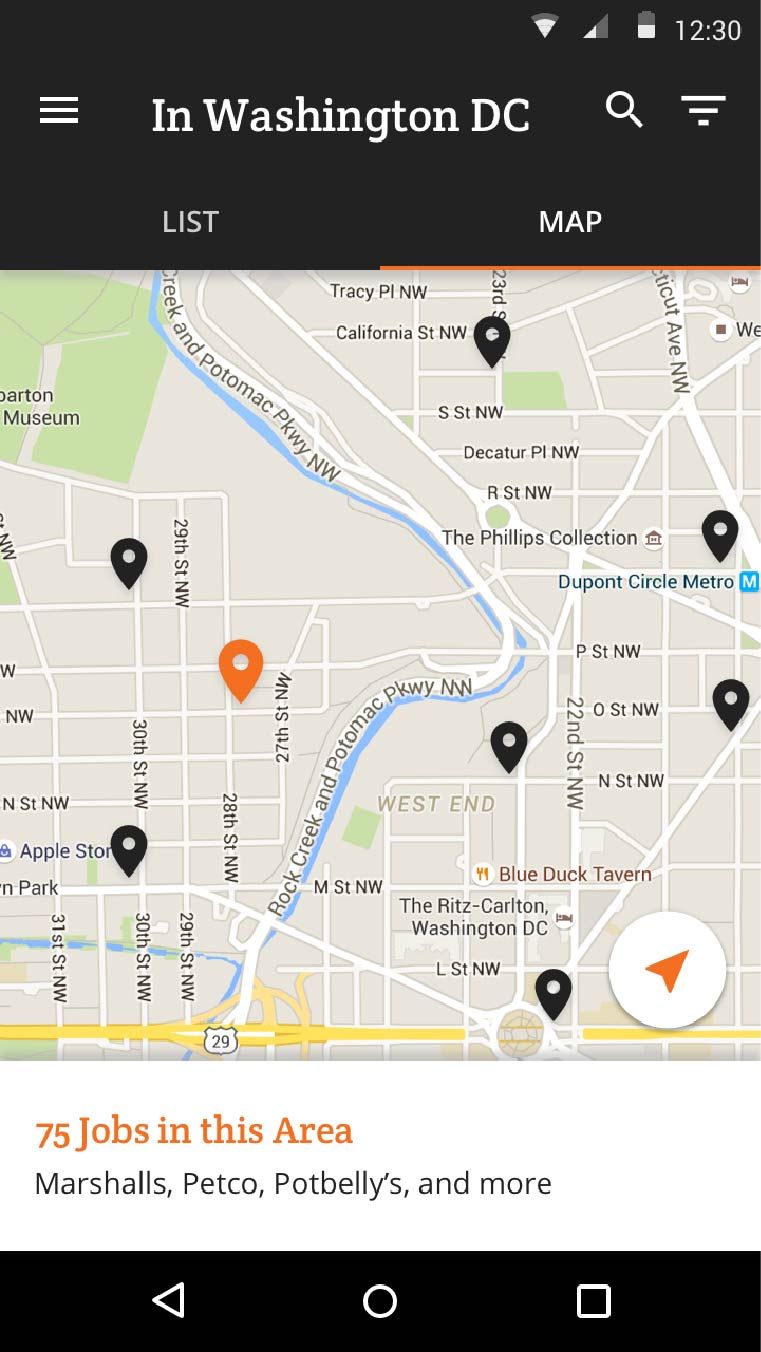 12:30
In Washington DC
LIST
MAP
Creek and Potomac Pkwy NW
Tracy Pl NW
23rd S
ticut Ave NW
California St NW
We
barton
Museum
S St NW
Decatur Pl NW
R St NW
29th St NW
The Phillips Collection
Dupont Circle Metro
M
P St NW
W
NW
27th St NW
Rock Creek and Potomac Pkwy NW
22nd St NW
O St NW
30th St NW
N St NW
WEST END
N St NW
28th St NW
Apple Stor
Blue Duck Tavern
n Park
M St NW
The Ritz-Carlton,
Washington DC
31st St NW
30th St NW
29th St NW
L St NW
29
75 Jobs in this Area
Marshalls, Petco, Potbelly's, and more